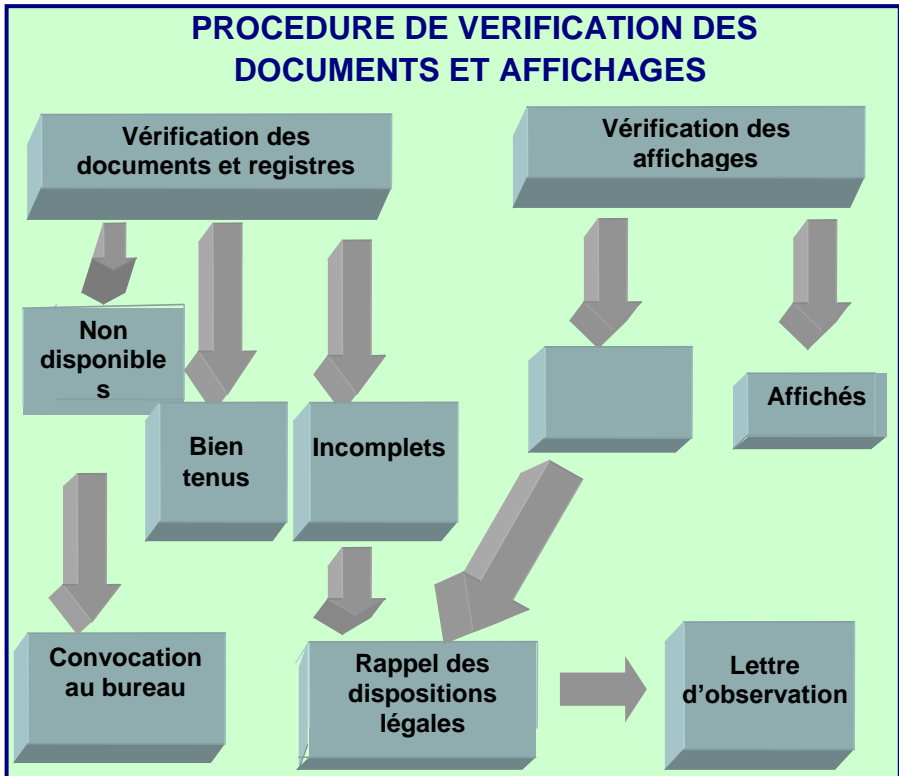 PROCEDURE DE VERIFICATION DES
DOCUMENTS ET AFFICHAGES
Vérification des
documents et registres
Vérification des
affichages
Non
disponible
s
Bien
tenus
Incomplets
Affichés
Convocation
au bureau
Rappel des
dispositions
légales
Lettre
d’observation